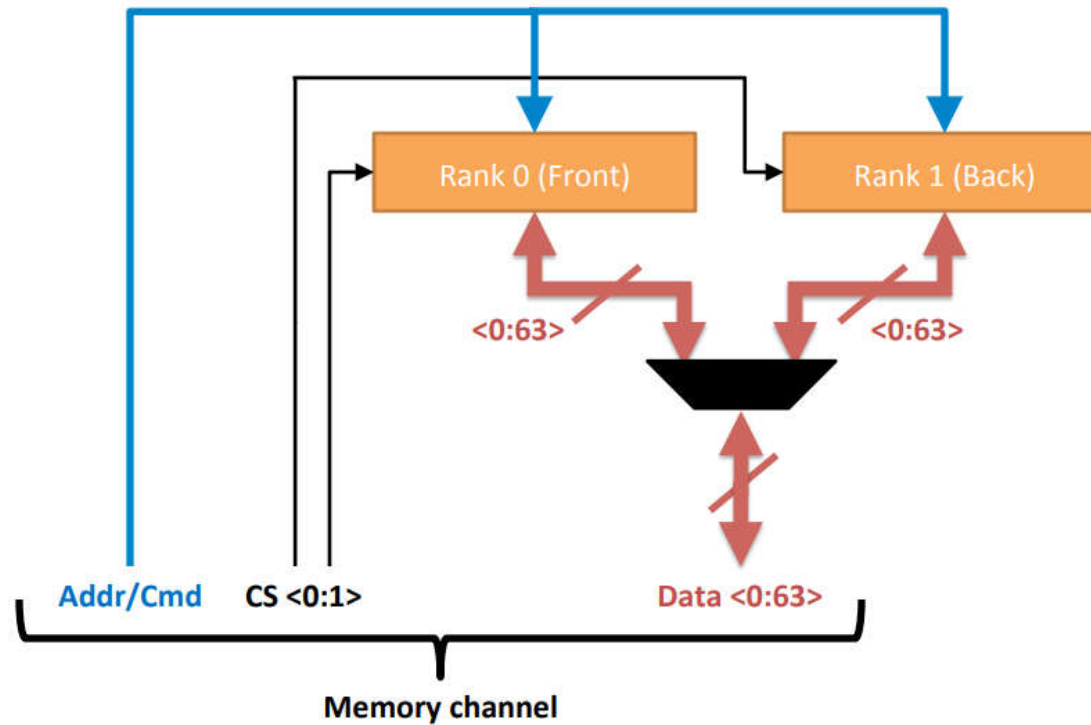 Rank 0 (Front)
Rank 1 (Back)
<0:63>
<0:63>
Addr/Cmd
CS <0:1>
Data <0:63>
Memory channel